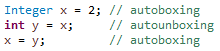 Integer x = 2; // autoboxing
int y = x;     // autounboxing
x = y;         // autoboxing